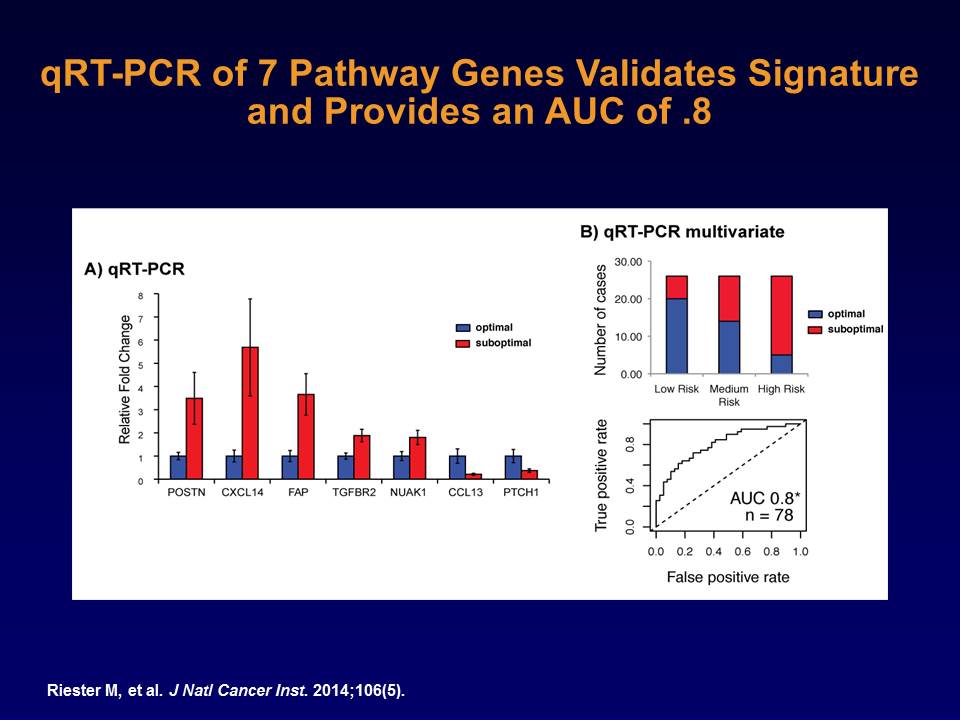 qRT-PCR of 7 Pathway Genes Validates Signature
and Provides an AUC of .8
A) qRT-PCR
Relative Fold Change
8
7
6
5
4
3
2
1
0
optimal
suboptimal
POSTN CXCL14 FAP TGFBR2 NUAK1 CCL13 PTCH1
B) qRT-PCR multivariate
Number of cases
30.00
20.00
10.00
0.00
optimal
suboptimal
Low Risk Medium High Risk
Risk
True positive rate
0.8
0.4
0.0
AUC 0.8*
n = 78
0.0 0.2 0.4 0.6 0.8 1.0
False positive rate
Riester M, et al. J Natl Cancer Inst. 2014;106(5).